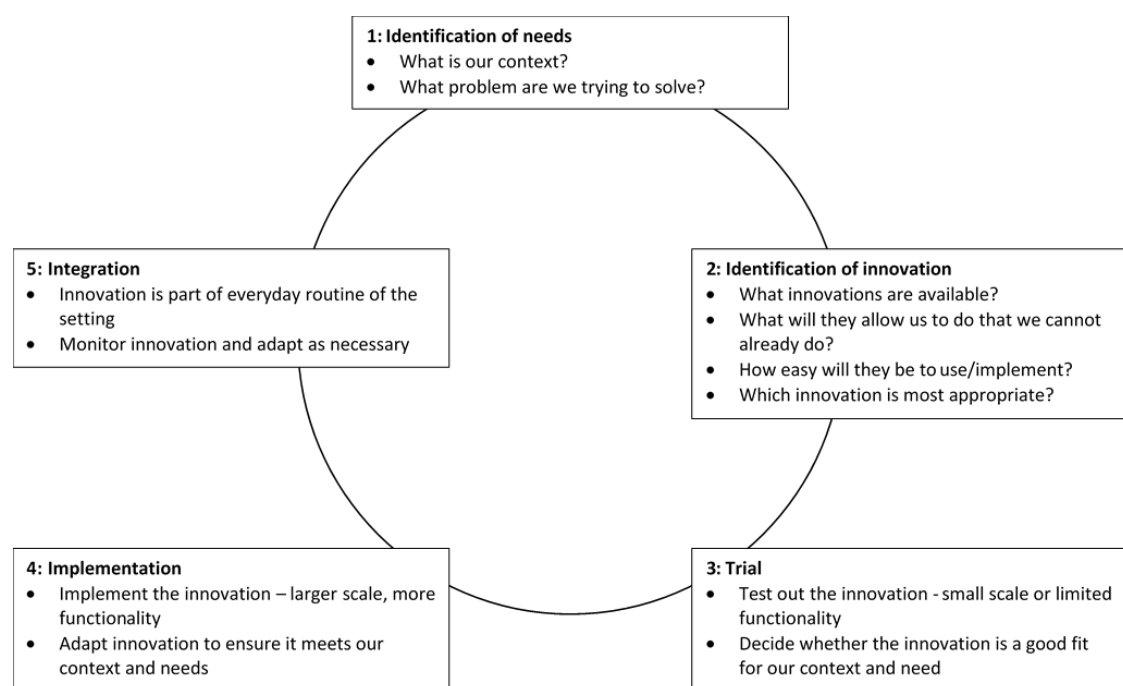 1: Identification of needs
• What is our context?
• What problem are we trying to solve?
2: Identification of innovation
• What innovations are available?
• What will they allow us to do that we cannot
already do?
• How easy will they be to use/implement?
• Which innovation is most appropriate?
3: Trial
• Test out the innovation - small scale or limited
functionality
• Decide whether the innovation is a good fit
for our context and need
4: Implementation
• Implement the innovation – larger scale, more
functionality
• Adapt innovation to ensure it meets our
context and needs
5: Integration
• Innovation is part of everyday routine of the
setting
• Monitor innovation and adapt as necessary